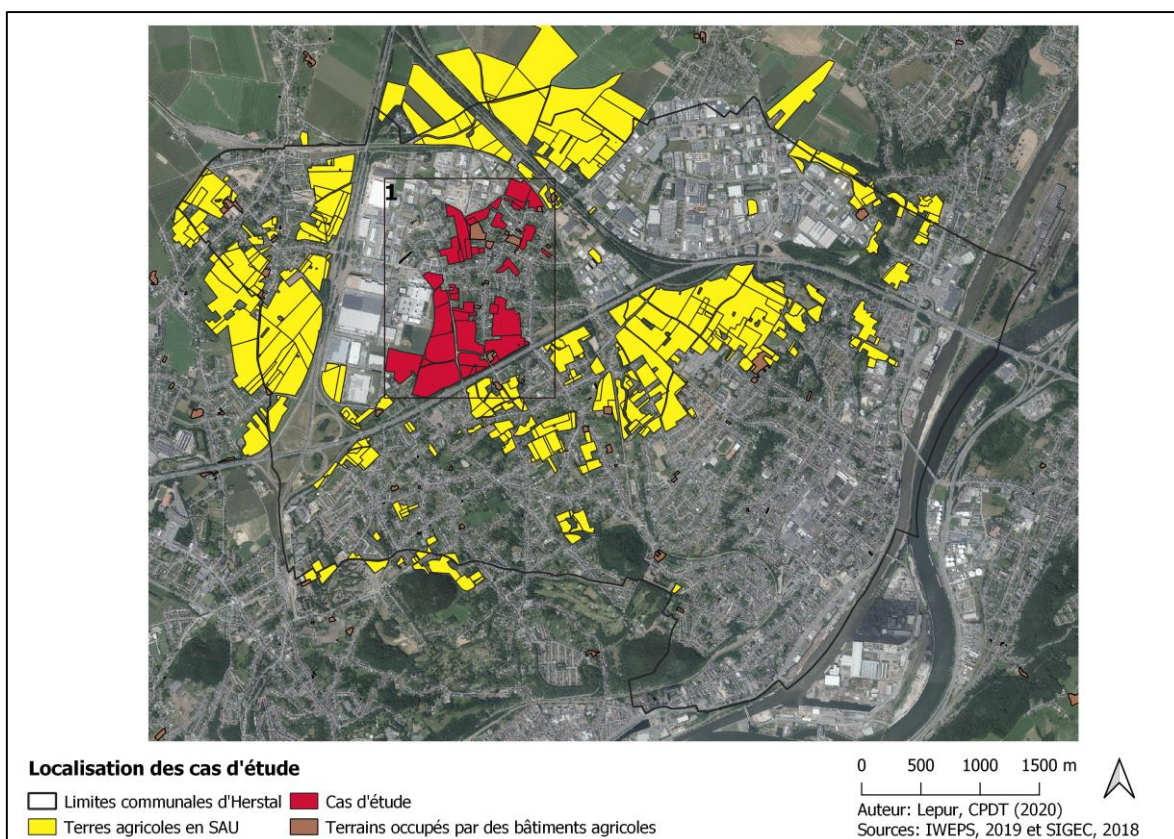 1
Localisation des cas d'étude
Limites communales d'Herstal
Cas d'étude
Terres agricoles en SAU
Terrains occupés par des bâtiments agricoles
0 500 1000 1500 m
Auteur: Lepur, CPDT (2020)
Sources: IWEPS, 2019 et SIGEC, 2018